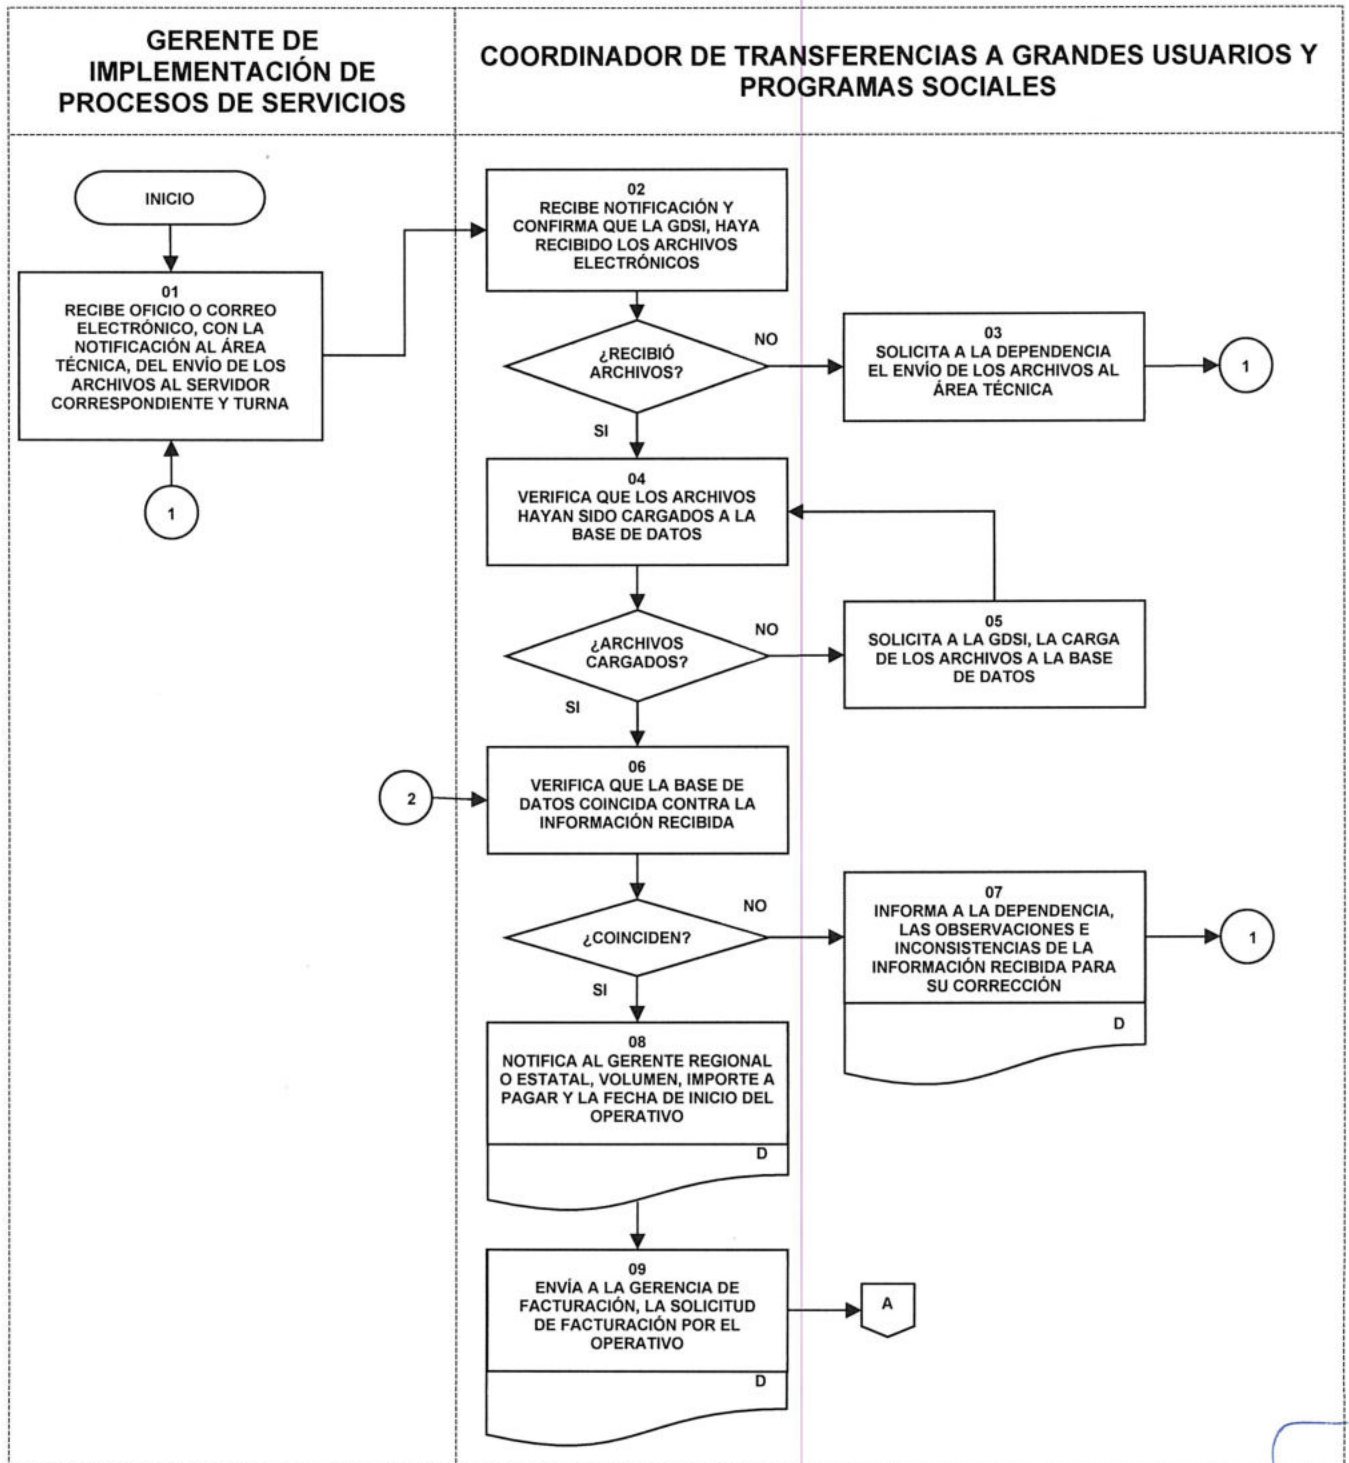 GERENTE DE
IMPLEMENTACIÓN DE
PROCESOS DE SERVICIOS
COORDINADOR DE TRANSFERENCIAS A GRANDES USUARIOS Y
PROGRAMAS SOCIALES
INICIO
01
RECIBE OFICIO O CORREO
ELECTRÓNICO, CON LA
NOTIFICACIÓN AL ÁREA
TÉCNICA, DEL ENVÍO DE LOS
ARCHIVOS AL SERVIDOR
CORRESPONDIENTE Y TURNA
1
02
RECIBE NOTIFICACIÓN Y
CONFIRMA QUE LA GDSI, HAYA
RECIBIDO LOS ARCHIVOS
ELECTRÓNICOS
¿RECIBIÓ
ARCHIVOS?
NO
03
SOLICITA A LA DEPENDENCIA
EL ENVÍO DE LOS ARCHIVOS AL
ÁREA TÉCNICA
1
SI
04
VERIFICA QUE LOS ARCHIVOS
HAYAN SIDO CARGADOS A LA
BASE DE DATOS
¿ARCHIVOS
CARGADOS?
NO
05
SOLICITA A LA GDSI, LA CARGA
DE LOS ARCHIVOS A LA BASE
DE DATOS
SI
2
06
VERIFICA QUE LA BASE DE
DATOS COINCIDA CONTRA LA
INFORMACIÓN RECIBIDA
¿COINCIDEN?
NO
07
INFORMA A LA DEPENDENCIA,
LAS OBSERVACIONES E
INCONSISTENCIAS DE LA
INFORMACIÓN RECIBIDA PARA
SU CORRECCIÓN
D
1
SI
08
NOTIFICA AL GERENTE REGIONAL
O ESTATAL, VOLUMEN, IMPORTE A
PAGAR Y LA FECHA DE INICIO DEL
OPERATIVO
D
09
ENVÍA A LA GERENCIA DE
FACTURACIÓN, LA SOLICITUD
DE FACTURACIÓN POR EL
OPERATIVO
D
A